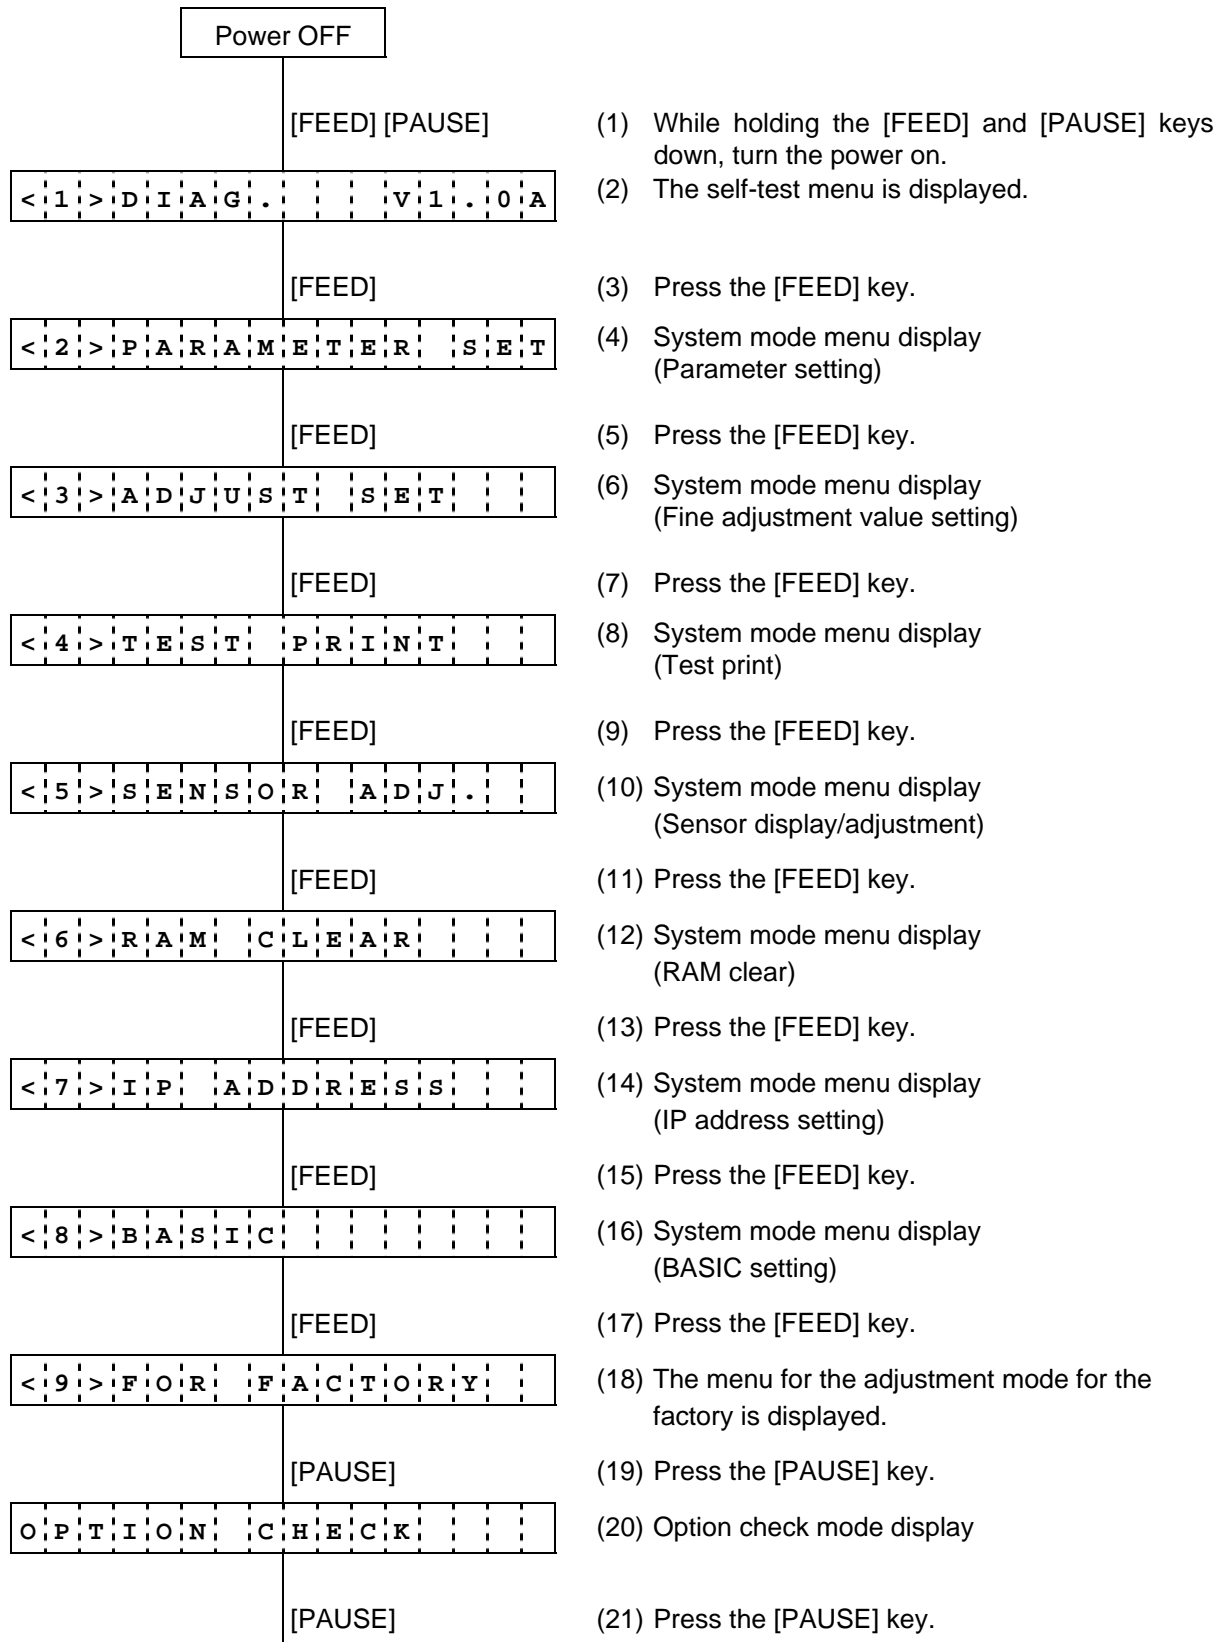 Power OFF
[FEED] [PAUSE]
(1) While holding the [FEED] and [PAUSE] keys
down, turn the power on.
<1>DIAG.    V1.0A
(2) The self-test menu is displayed.
[FEED]
(3) Press the [FEED] key.
<2>PARAMETER SET
(4) System mode menu display
(Parameter setting)
[FEED]
(5) Press the [FEED] key.
<3>ADJUST SET
(6) System mode menu display
(Fine adjustment value setting)
[FEED]
(7) Press the [FEED] key.
<4>TEST PRINT
(8) System mode menu display
(Test print)
[FEED]
(9) Press the [FEED] key.
<5>SENSOR ADJ.
(10) System mode menu display
(Sensor display/adjustment)
[FEED]
(11) Press the [FEED] key.
<6>RAM CLEAR
(12) System mode menu display
(RAM clear)
[FEED]
(13) Press the [FEED] key.
<7>IP ADDRESS
(14) System mode menu display
(IP address setting)
[FEED]
(15) Press the [FEED] key.
<8>BASIC
(16) System mode menu display
(BASIC setting)
[FEED]
(17) Press the [FEED] key.
<9>FOR FACTORY
(18) The menu for the adjustment mode for the
factory is displayed.
[PAUSE]
(19) Press the [PAUSE] key.
OPTION CHECK
(20) Option check mode display
[PAUSE]
(21) Press the [PAUSE] key.